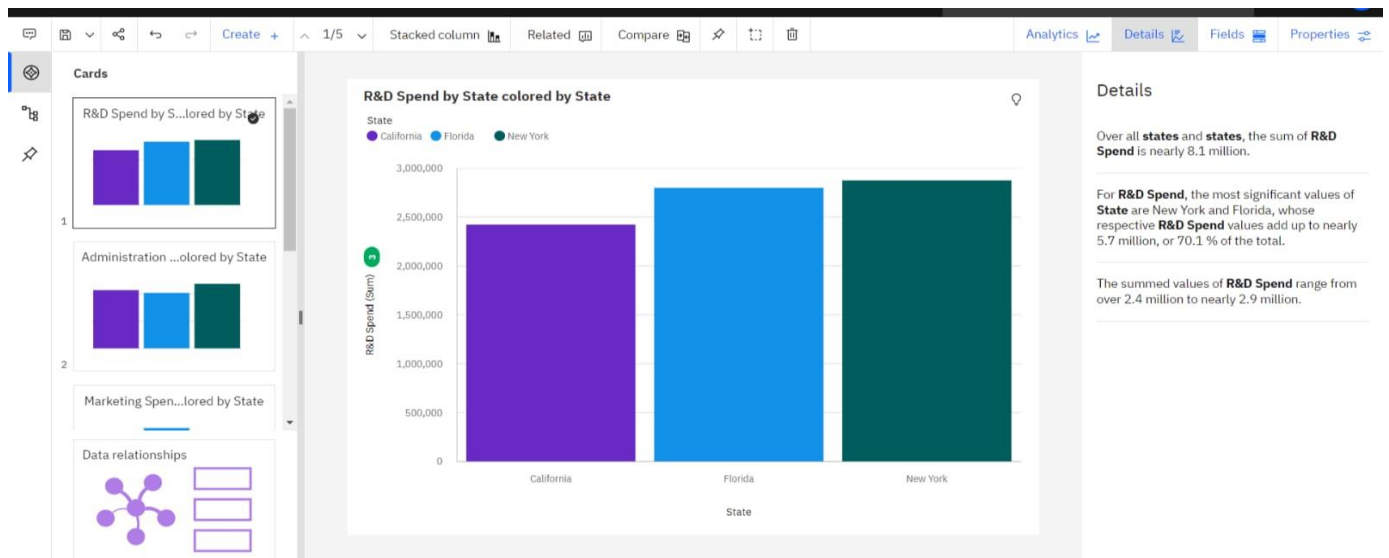 Create +
1/5
Stacked column
Related
Compare
Analytics
Details
Fields
Properties
Cards
R&D Spend by S...lored by State
1
Administration ...olored by State
2
Marketing Spen...lored by State
Data relationships
R&D Spend by State colored by State
State
California
Florida
New York
3,000,000
2,500,000
2,000,000
1,500,000
1,000,000
500,000
0
R&D Spend (Sum)
3
California
Florida
New York
State
Details
Over all states and states, the sum of R&D
Spend is nearly 8.1 million.
For R&D Spend, the most significant values of
State are New York and Florida, whose
respective R&D Spend values add up to nearly
5.7 million, or 70.1 % of the total.
The summed values of R&D Spend range from
over 2.4 million to nearly 2.9 million.